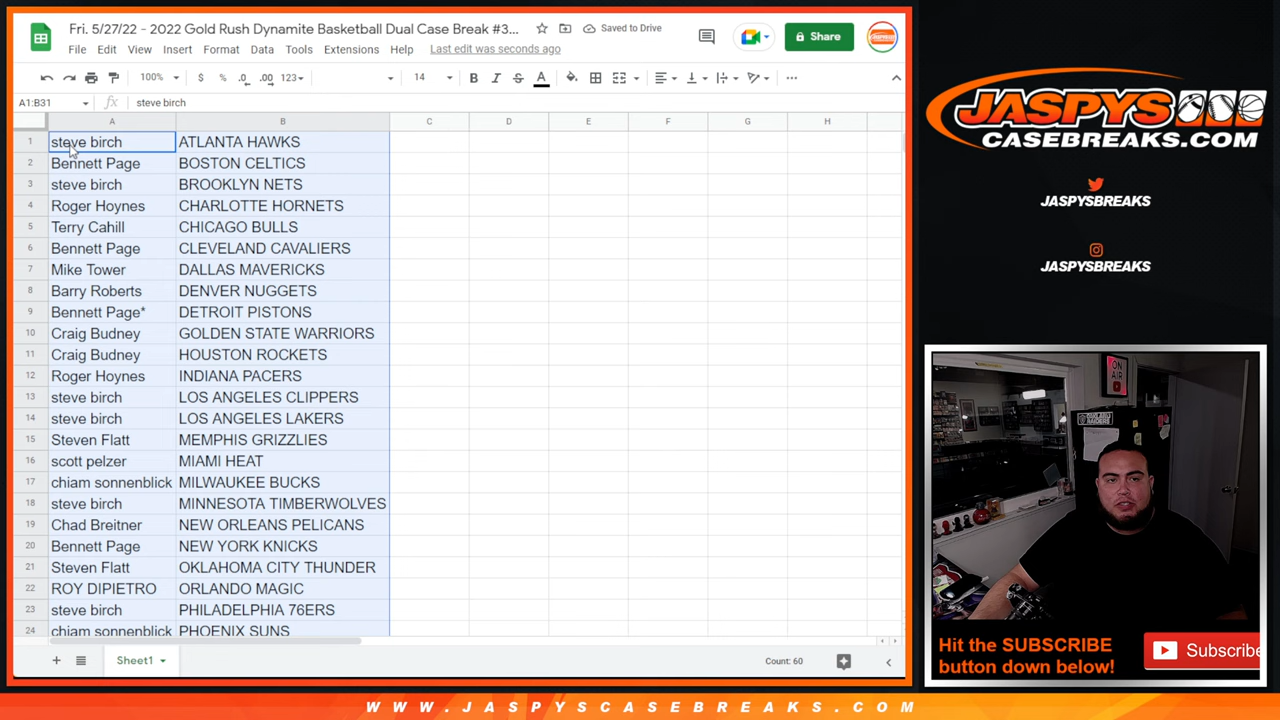 Fri. 5/27/22 - 2022 Gold Rush Dynamite Basketball Dual Case Break #3...
Saved to Drive
Share
File Edit View Insert Format Data Tools Extensions Help Last edit was seconds ago
100% $ % .0 .00 123 14 B I S A
A1:B31 fx steve birch
A B C D E F G H
1 steve birch ATLANTA HAWKS
2 Bennett Page BOSTON CELTICS
3 steve birch BROOKLYN NETS
4 Roger Hoynes CHARLOTTE HORNETS
5 Terry Cahill CHICAGO BULLS
6 Bennett Page CLEVELAND CAVALIERS
7 Mike Tower DALLAS MAVERICKS
8 Barry Roberts DENVER NUGGETS
9 Bennett Page* DETROIT PISTONS
10 Craig Budney GOLDEN STATE WARRIORS
11 Craig Budney HOUSTON ROCKETS
12 Roger Hoynes INDIANA PACERS
13 steve birch LOS ANGELES CLIPPERS
14 steve birch LOS ANGELES LAKERS
15 Steven Flatt MEMPHIS GRIZZLIES
16 scott pelzer MIAMI HEAT
17 chiam sonnenblick MILWAUKEE BUCKS
18 steve birch MINNESOTA TIMBERWOLVES
19 Chad Breitner NEW ORLEANS PELICANS
20 Bennett Page NEW YORK KNICKS
21 Steven Flatt OKLAHOMA CITY THUNDER
22 ROY DIPIETRO ORLANDO MAGIC
23 steve birch PHILADELPHIA 76ERS
24 chiam sonnenblick PHOENIX SUNS
Sheet1
Count: 60
JASPYS
CASEBREAKS.COM
JASPYSBREAKS
JASPYSBREAKS
ON AIR
Hit the SUBSCRIBE
button down below!
Subscribe
WWW.JASPYSCASEBREAKS.COM